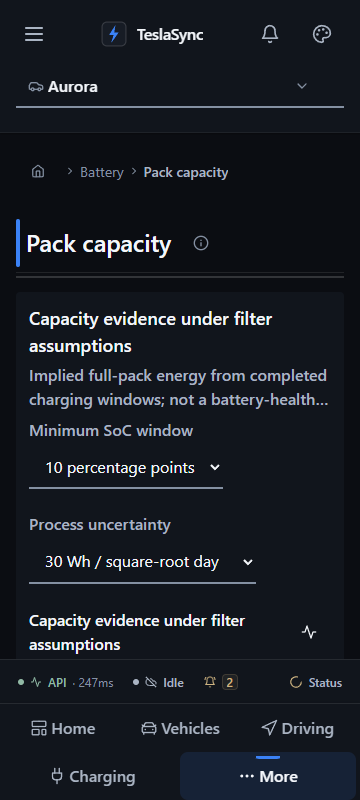 TeslaSync
Aurora
Battery
Pack capacity
Pack capacity
Capacity evidence under filter
assumptions
Implied full-pack energy from completed
charging windows; not a battery-health…
Minimum SoC window
10 percentage points
Process uncertainty
30 Wh / square-root day
Capacity evidence under filter
assumptions
API · 247ms
Idle
2
Status
Home
Vehicles
Driving
Charging
More